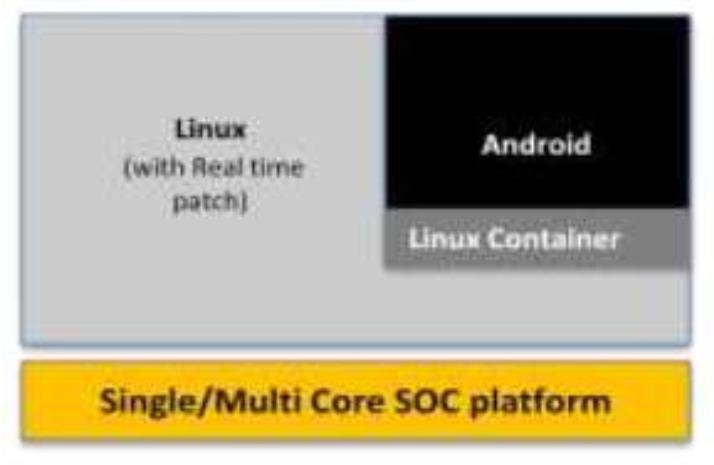 Linux
(with Real time
patch)
Android
Linux Container
Single/Multi Core SOC platform